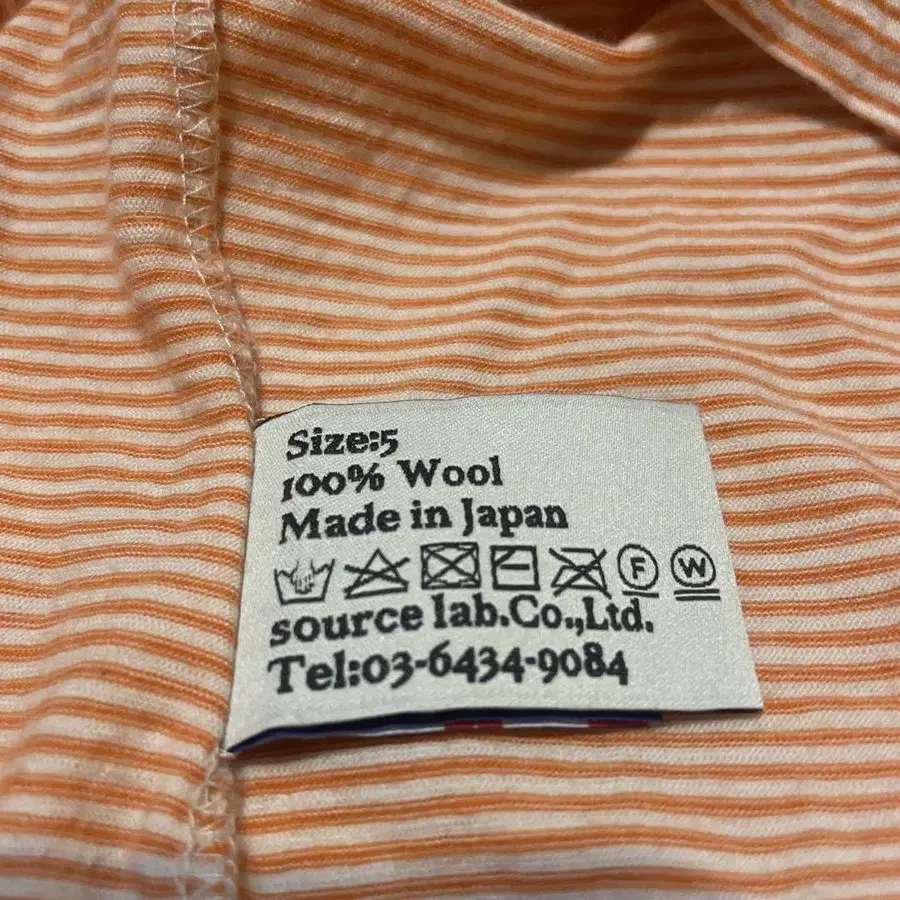 Size:5
100% Wool
Made in Japan
F W
source lab.Co.,Ltd.
Tel:03-6434-9084